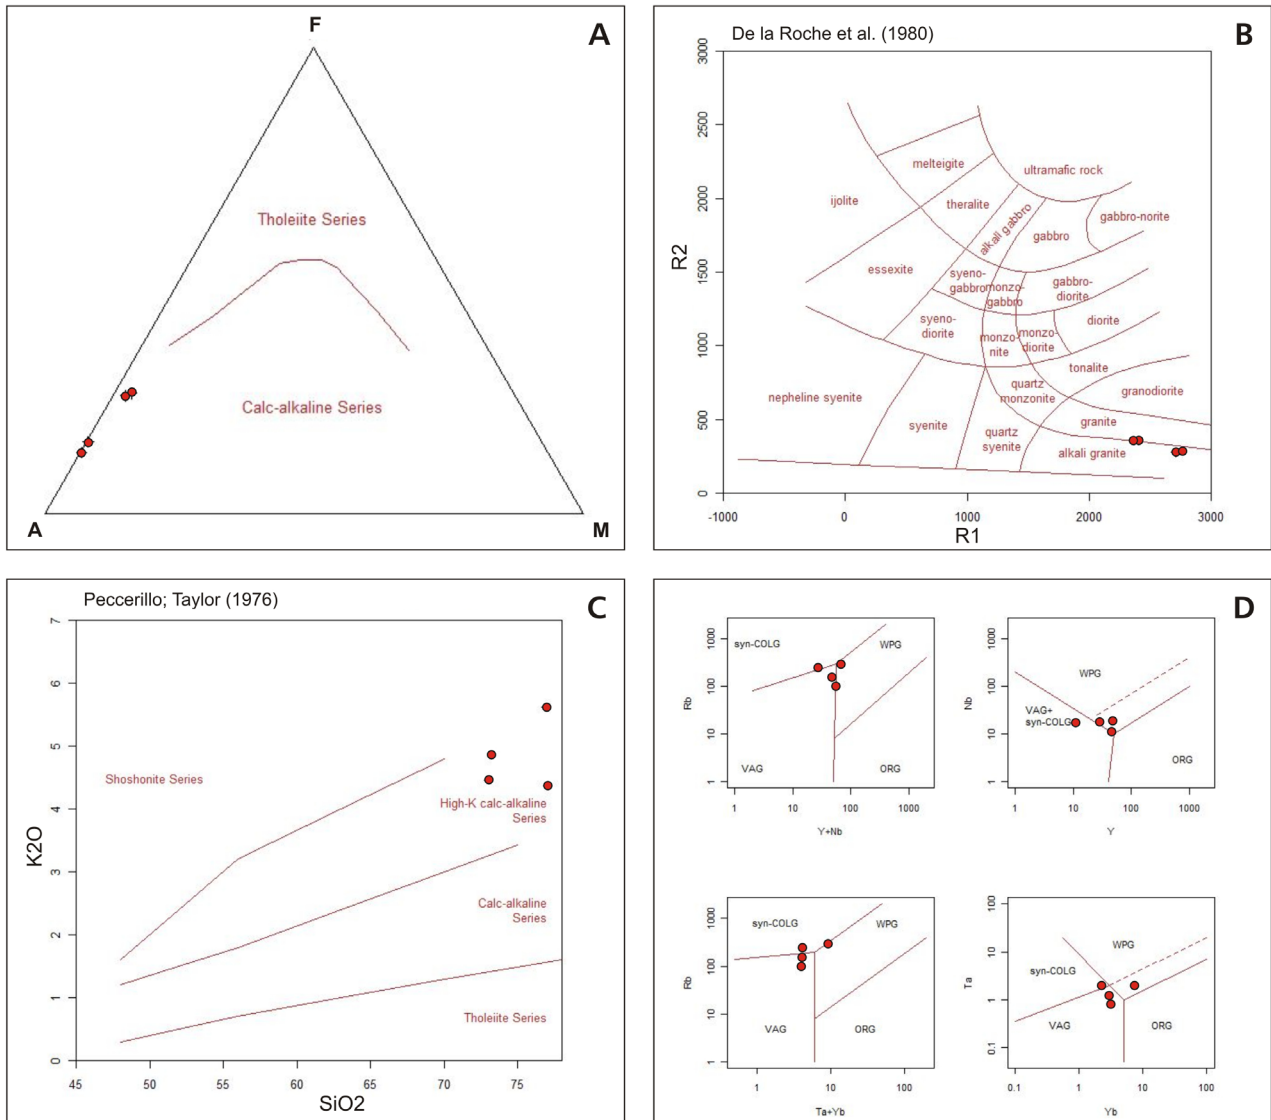 A
F
Tholeiite Series
Calc-alkaline Series
A
M
De la Roche et al. (1980)
B
R2
3000
2500
2000
1500
1000
500
0
melteigite
ultramafic rock
ijolite
theralite
alkali gabbro
gabbro
gabbro-norite
essexite
syeno-
gabbro
monzo-
gabbro
gabbro-
diorite
syeno-
diorite
monzo-
nite
monzo-
diorite
diorite
tonalite
nepheline syenite
quartz
monzonite
granodiorite
syenite
quartz
syenite
granite
alkali granite
-1000
0
1000
2000
3000
R1
Peccerillo; Taylor (1976)
C
K2O
7
6
5
4
3
2
1
0
Shoshonite Series
High-K calc-alkaline
Series
Calc-alkaline
Series
Tholeiite Series
45
50
55
60
65
70
75
SiO2
D
Rb
1000
100
10
1
syn-COLG
WPG
VAG
ORG
1
10
100
1000
Y+Nb
Nb
1000
100
10
1
WPG
VAG+
syn-COLG
ORG
1
10
100
1000
Y
Rb
1000
100
10
1
syn-COLG
WPG
VAG
ORG
1
10
100
Ta+Yb
Ta
100
10
1
0.1
WPG
syn-COLG
VAG
ORG
0.1
1
10
100
Yb